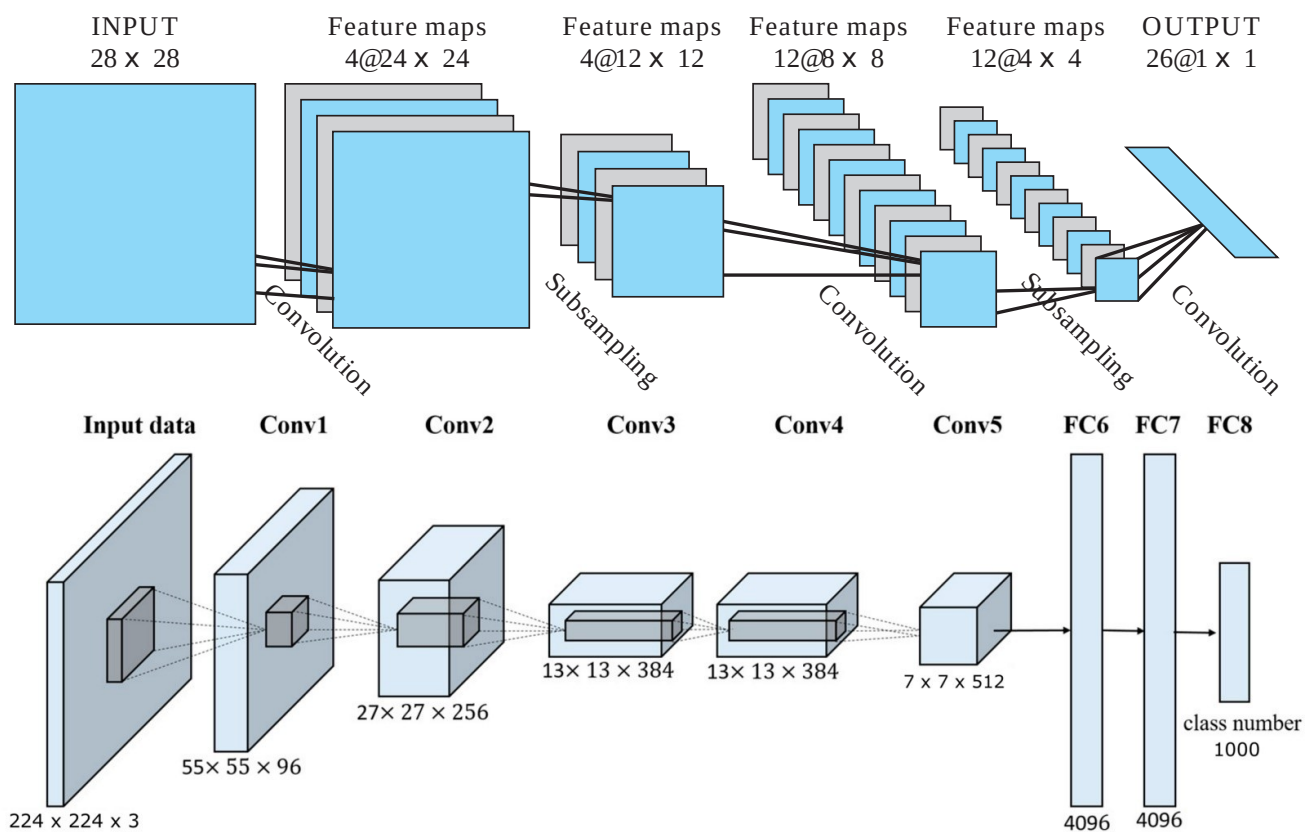 INPUT
28 x 28
Feature maps
4@24 x 24
Feature maps
4@12 x 12
Feature maps
12@8 x 8
Feature maps
12@4 x 4
OUTPUT
26@1 x 1
Convolution
Subsampling
Convolution
Subsampling
Convolution
Input data
Conv1
Conv2
Conv3
Conv4
Conv5
FC6
FC7
FC8
224 x 224 x 3
55× 55 × 96
27× 27 × 256
13× 13 × 384
13× 13 × 384
7 x 7 x 512
4096
4096
class number
1000